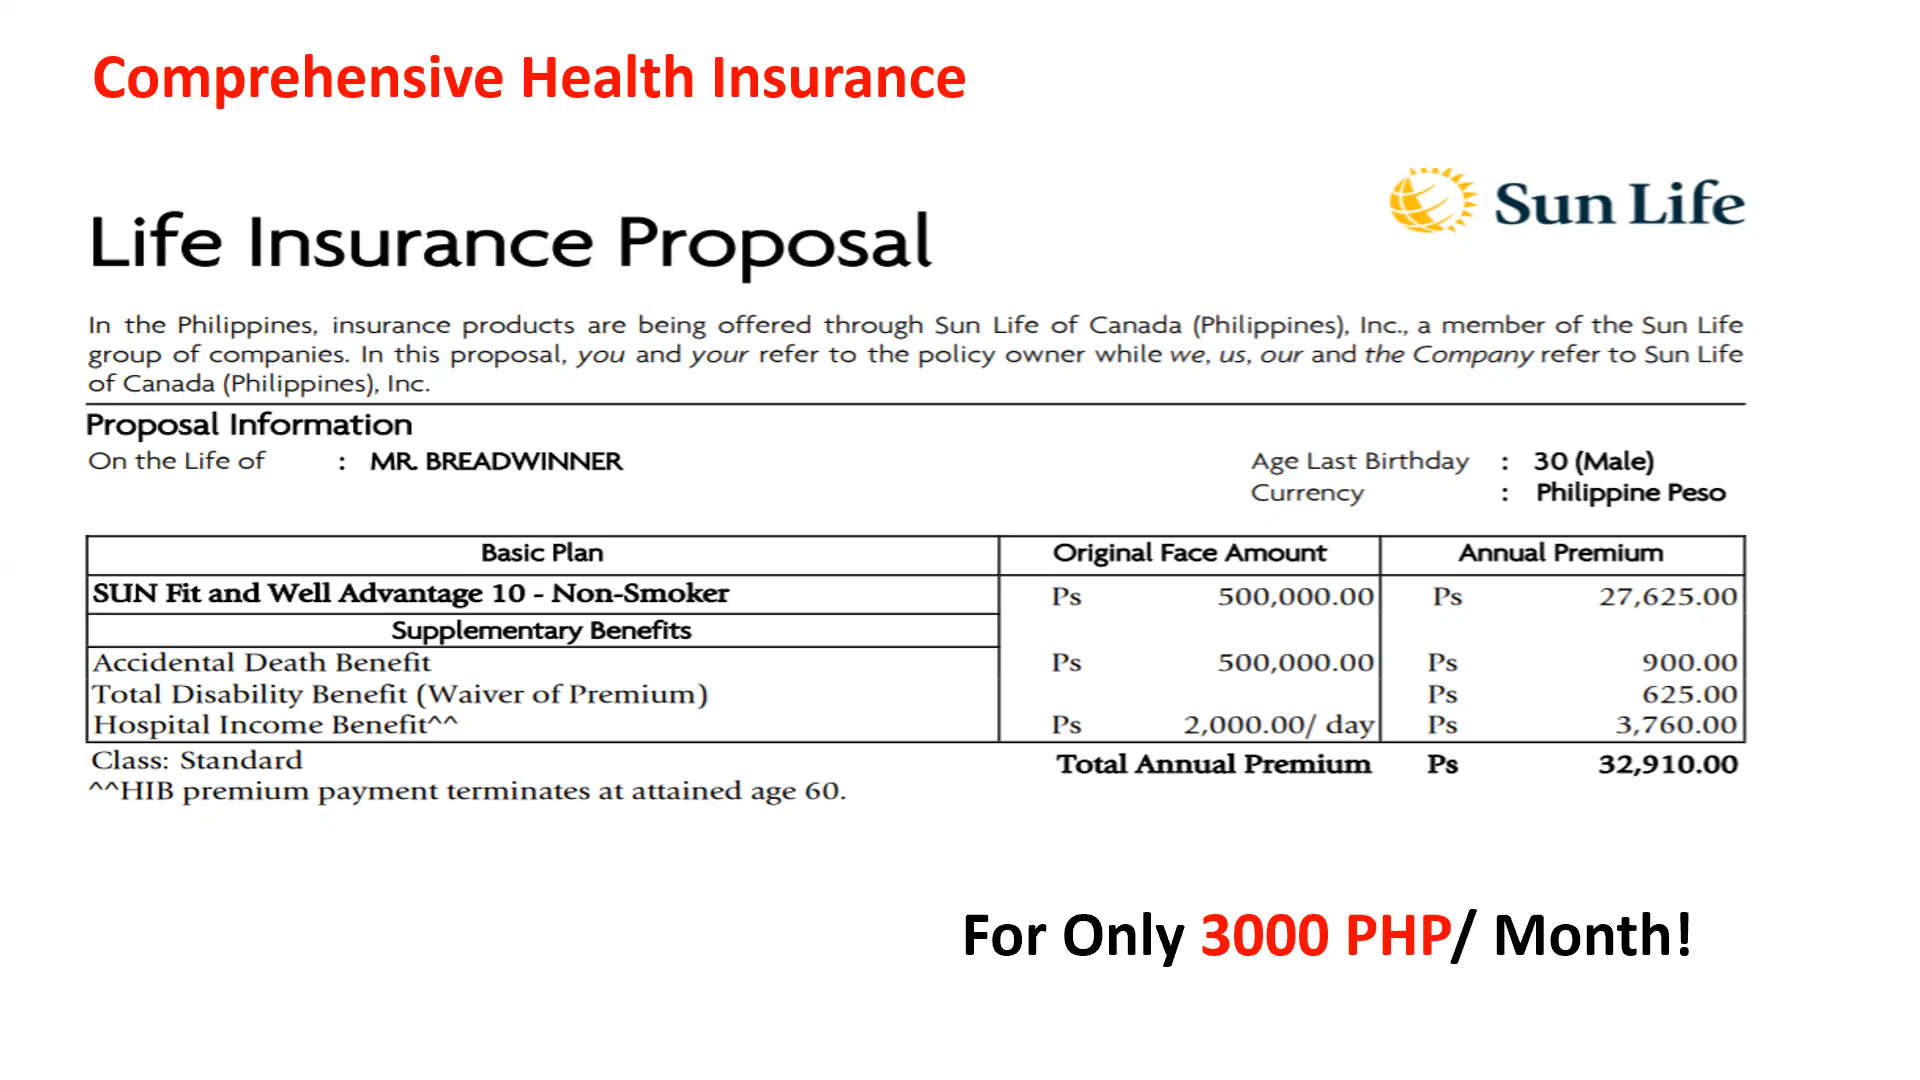 Comprehensive Health Insurance
Sun Life
Life Insurance Proposal
In the Philippines, insurance products are being offered through Sun Life of Canada (Philippines), Inc., a member of the Sun Life
group of companies. In this proposal, you and your refer to the policy owner while we, us, our and the Company refer to Sun Life
of Canada (Philippines), Inc.
Proposal Information
On the Life of : MR. BREADWINNER Age Last Birthday : 30 (Male)
Currency : Philippine Peso
Basic Plan Original Face Amount Annual Premium
SUN Fit and Well Advantage 10 - Non-Smoker Ps 500,000.00 Ps 27,625.00
Supplementary Benefits
Accidental Death Benefit Ps 500,000.00 Ps 900.00
Total Disability Benefit (Waiver of Premium) Ps 625.00
Hospital Income Benefit^^ Ps 2,000.00/ day Ps 3,760.00
Class: Standard Total Annual Premium Ps 32,910.00
^^HIB premium payment terminates at attained age 60.
For Only 3000 PHP/ Month!